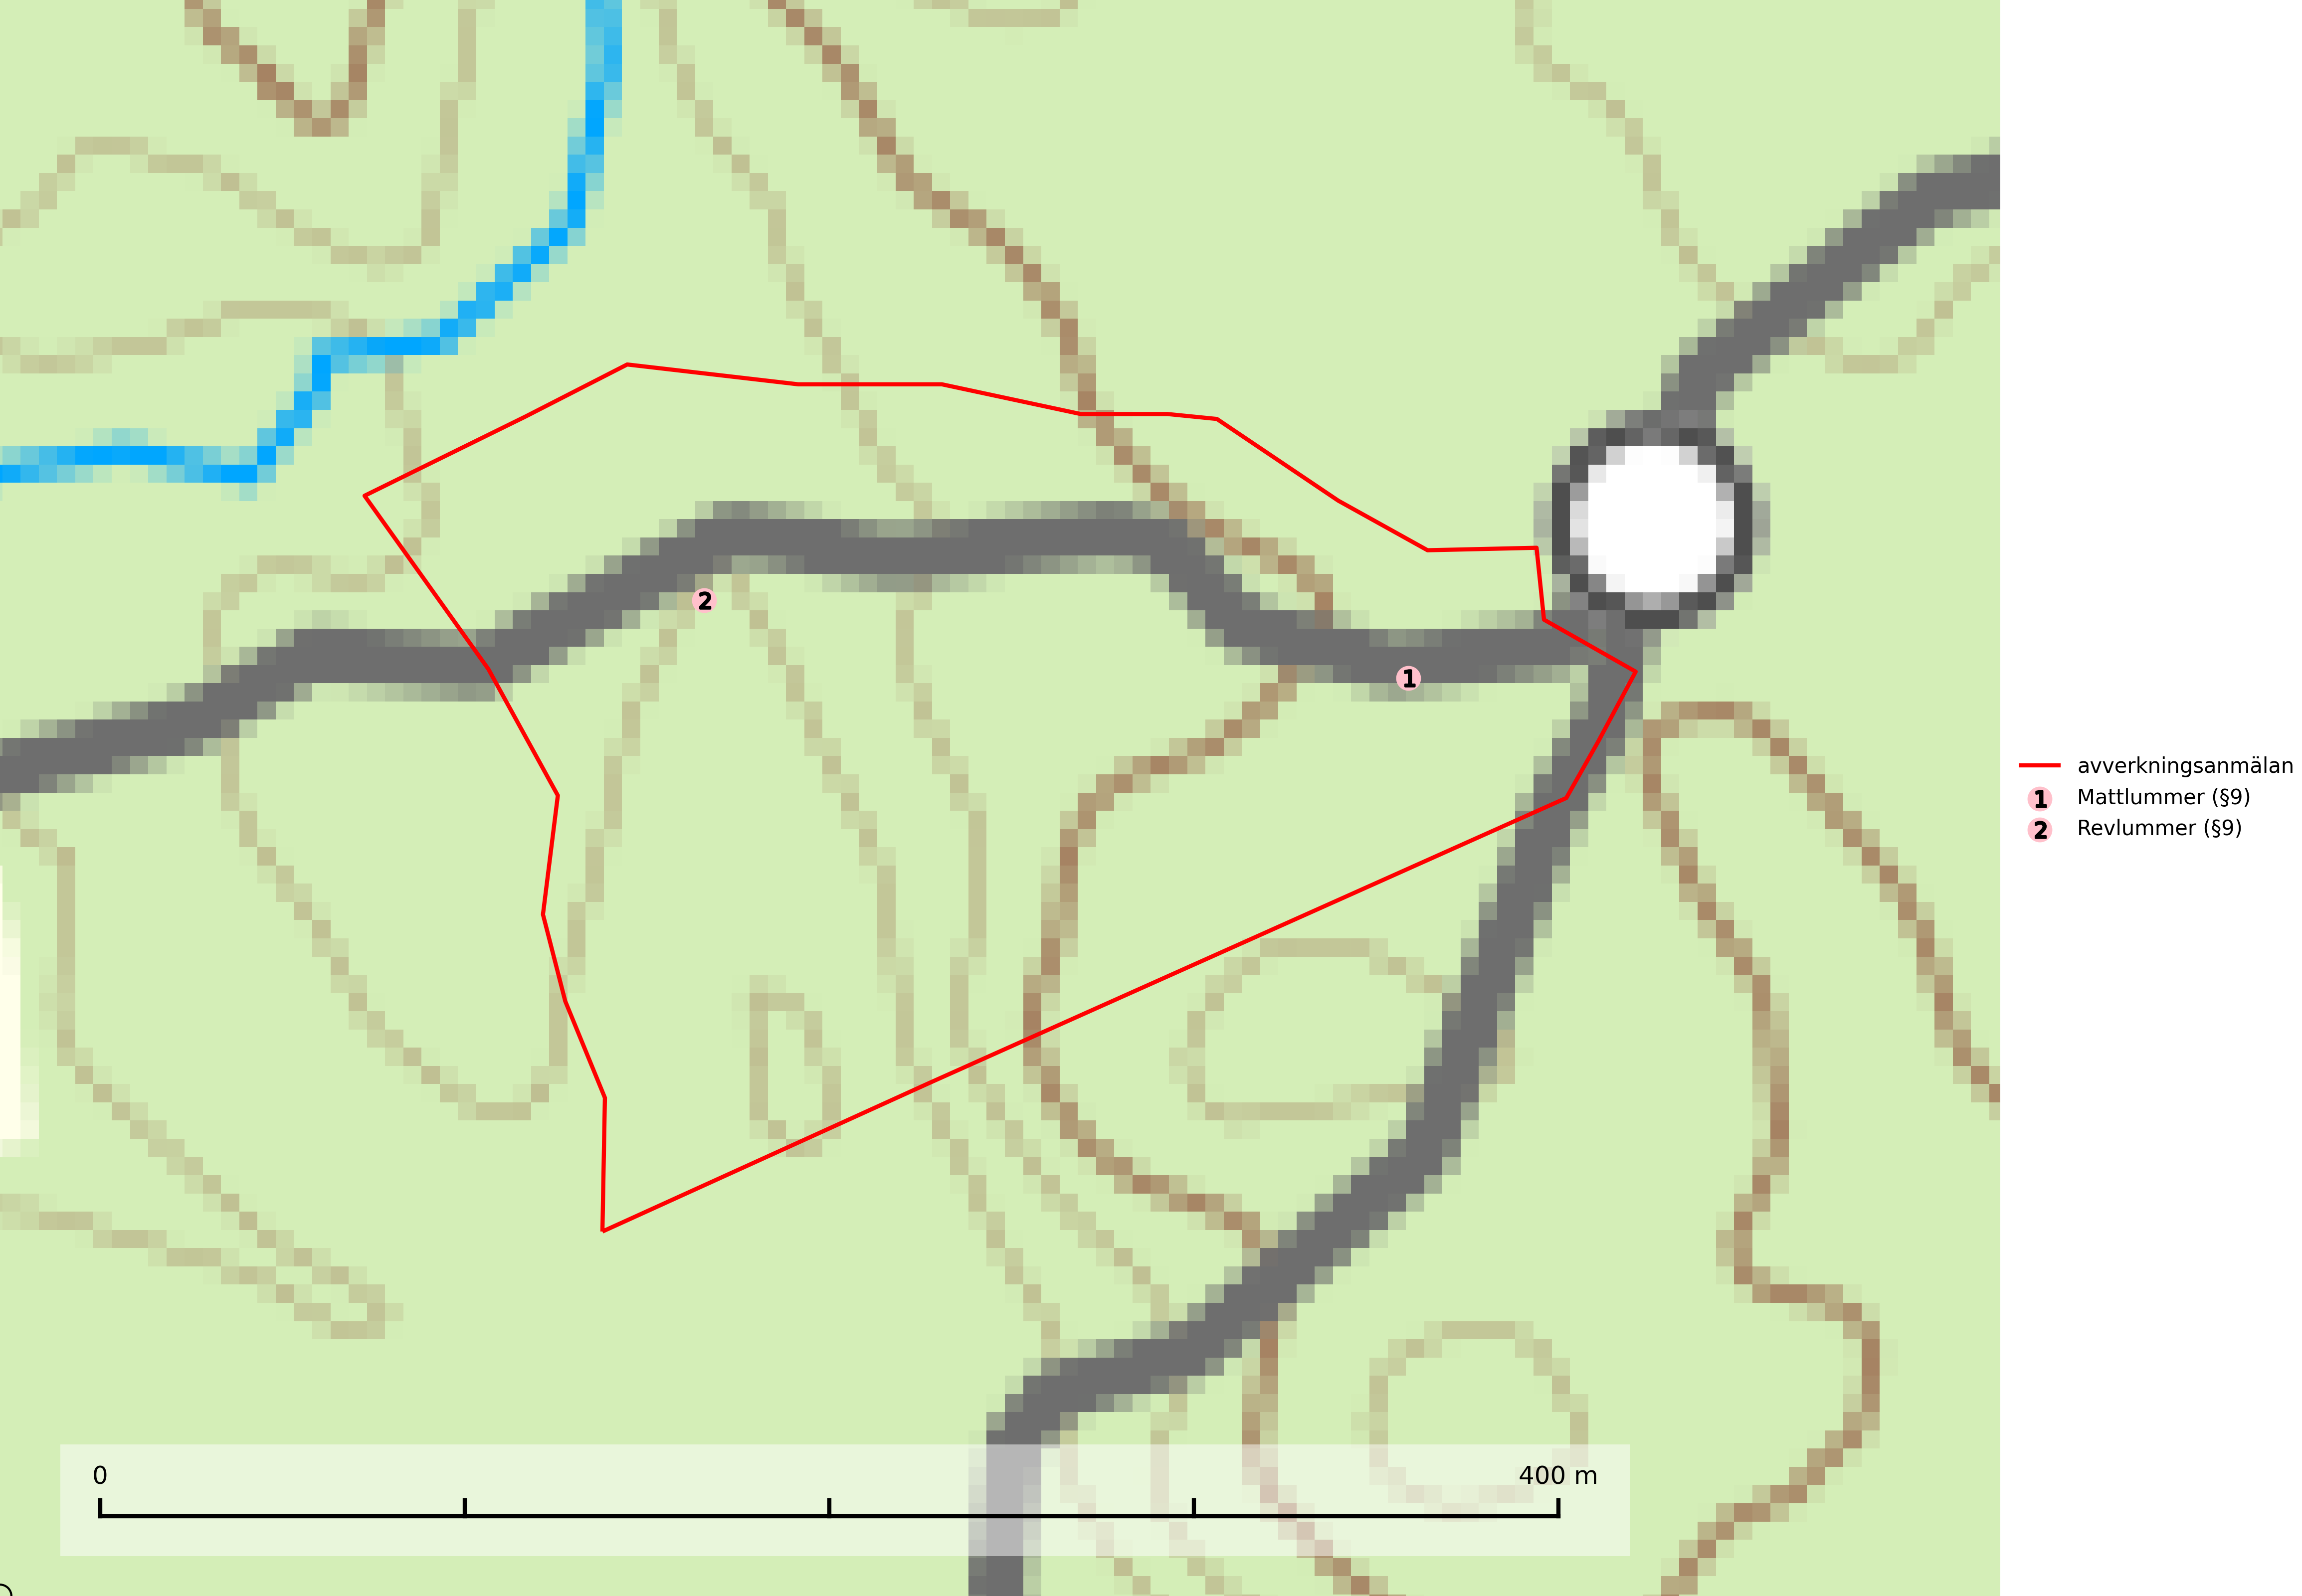 2
1
avverkningsanmälan
1 Mattlummer (§9)
2 Revlummer (§9)
0 400 m